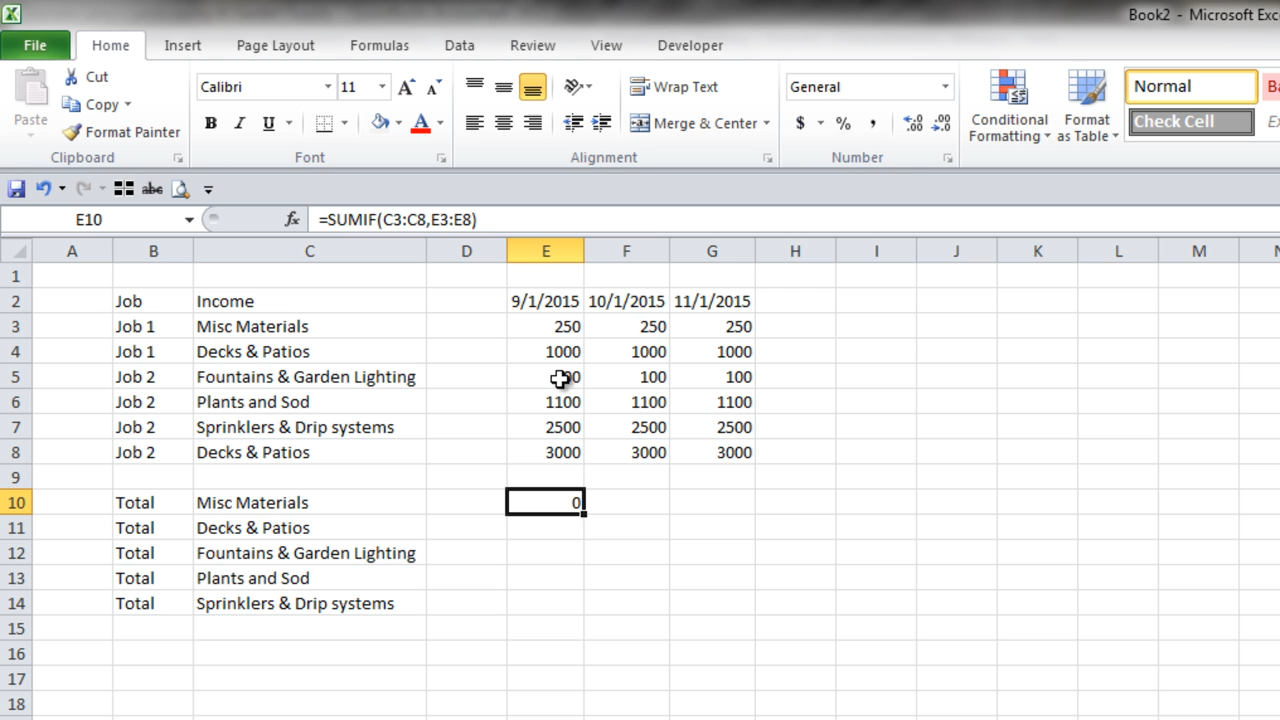 Book2 - Microsoft Exc
File Home Insert Page Layout Formulas Data Review View Developer
Paste Cut Copy Format Painter Clipboard
Calibri 11 A A B I U A Font
Wrap Text Merge & Center Alignment
General $ % , .00 .0 Number
Conditional Formatting Format as Table
Normal Ba
Check Cell Ex
abc
E10 fx =SUMIF(C3:C8,E3:E8)
A B C D E F G H I J K L M N
1
2 Job Income 9/1/2015 10/1/2015 11/1/2015
3 Job 1 Misc Materials 250 250 250
4 Job 1 Decks & Patios 1000 1000 1000
5 Job 2 Fountains & Garden Lighting 100 100
6 Job 2 Plants and Sod 1100 1100 1100
7 Job 2 Sprinklers & Drip systems 2500 2500 2500
8 Job 2 Decks & Patios 3000 3000 3000
9
10 Total Misc Materials 0
11 Total Decks & Patios
12 Total Fountains & Garden Lighting
13 Total Plants and Sod
14 Total Sprinklers & Drip systems
15
16
17
18